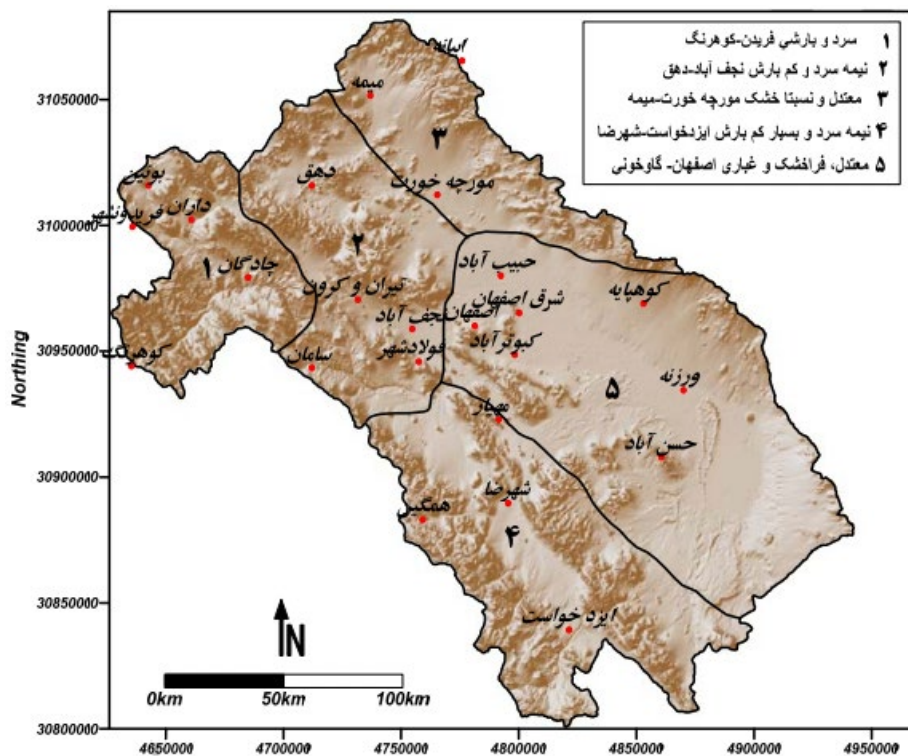 ۱ سرد و بارشي فریدن-کوهرنگ
۲ نیمه سرد و کم بارش نجف آباد-دهق
۳ معتدل و نسبتا خشک مورچه خورت-میمه
۴ نیمه سرد و بسیار کم بارش ایزدخواست-شهرضا
۵ معتدل، فراخشک و غباری اصفهان- گاوخونی
ابیانه
میمه
31050000
۳
بوئین
دهق
مورچه خورت
فریدونشهر
داران
31000000
۲
۱
چادگان
تیران و کرون
حبیب آباد
کوهپایه
شرق اصفهان
اصفهان
نجف آباد
Northing
30950000
کوهرنگ
سامان
فولادشهر
کبوترآباد
ورزنه
۵
مهیار
حسن آباد
30900000
همگین
شهرضا
۴
30850000
ایزد خواست
N
0km 50km 100km
30800000
4650000 4700000 4750000 4800000 4850000 4900000 4950000